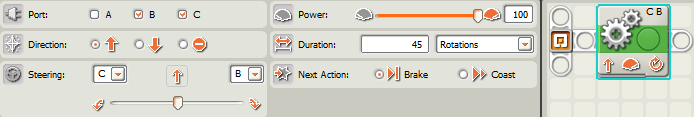 Port: A B C
Power: 100
C B
Direction:
Duration: 45 Rotations
Steering: C B
Next Action: Brake Coast